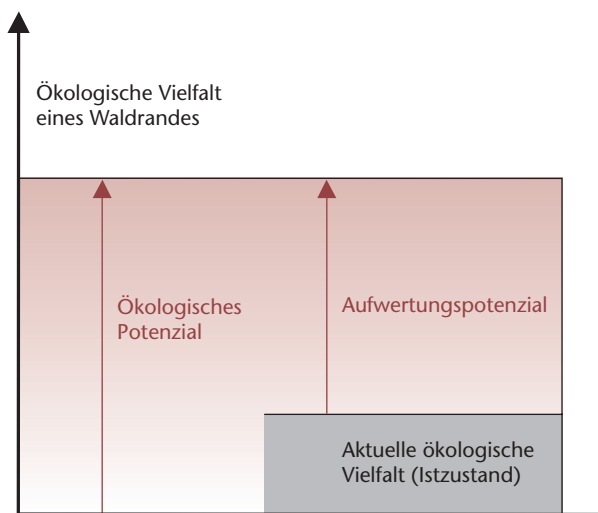 Ökologische Vielfalt
eines Waldrandes
Ökologisches
Potenzial
Aufwertungspotenzial
Aktuelle ökologische
Vielfalt (Istzustand)